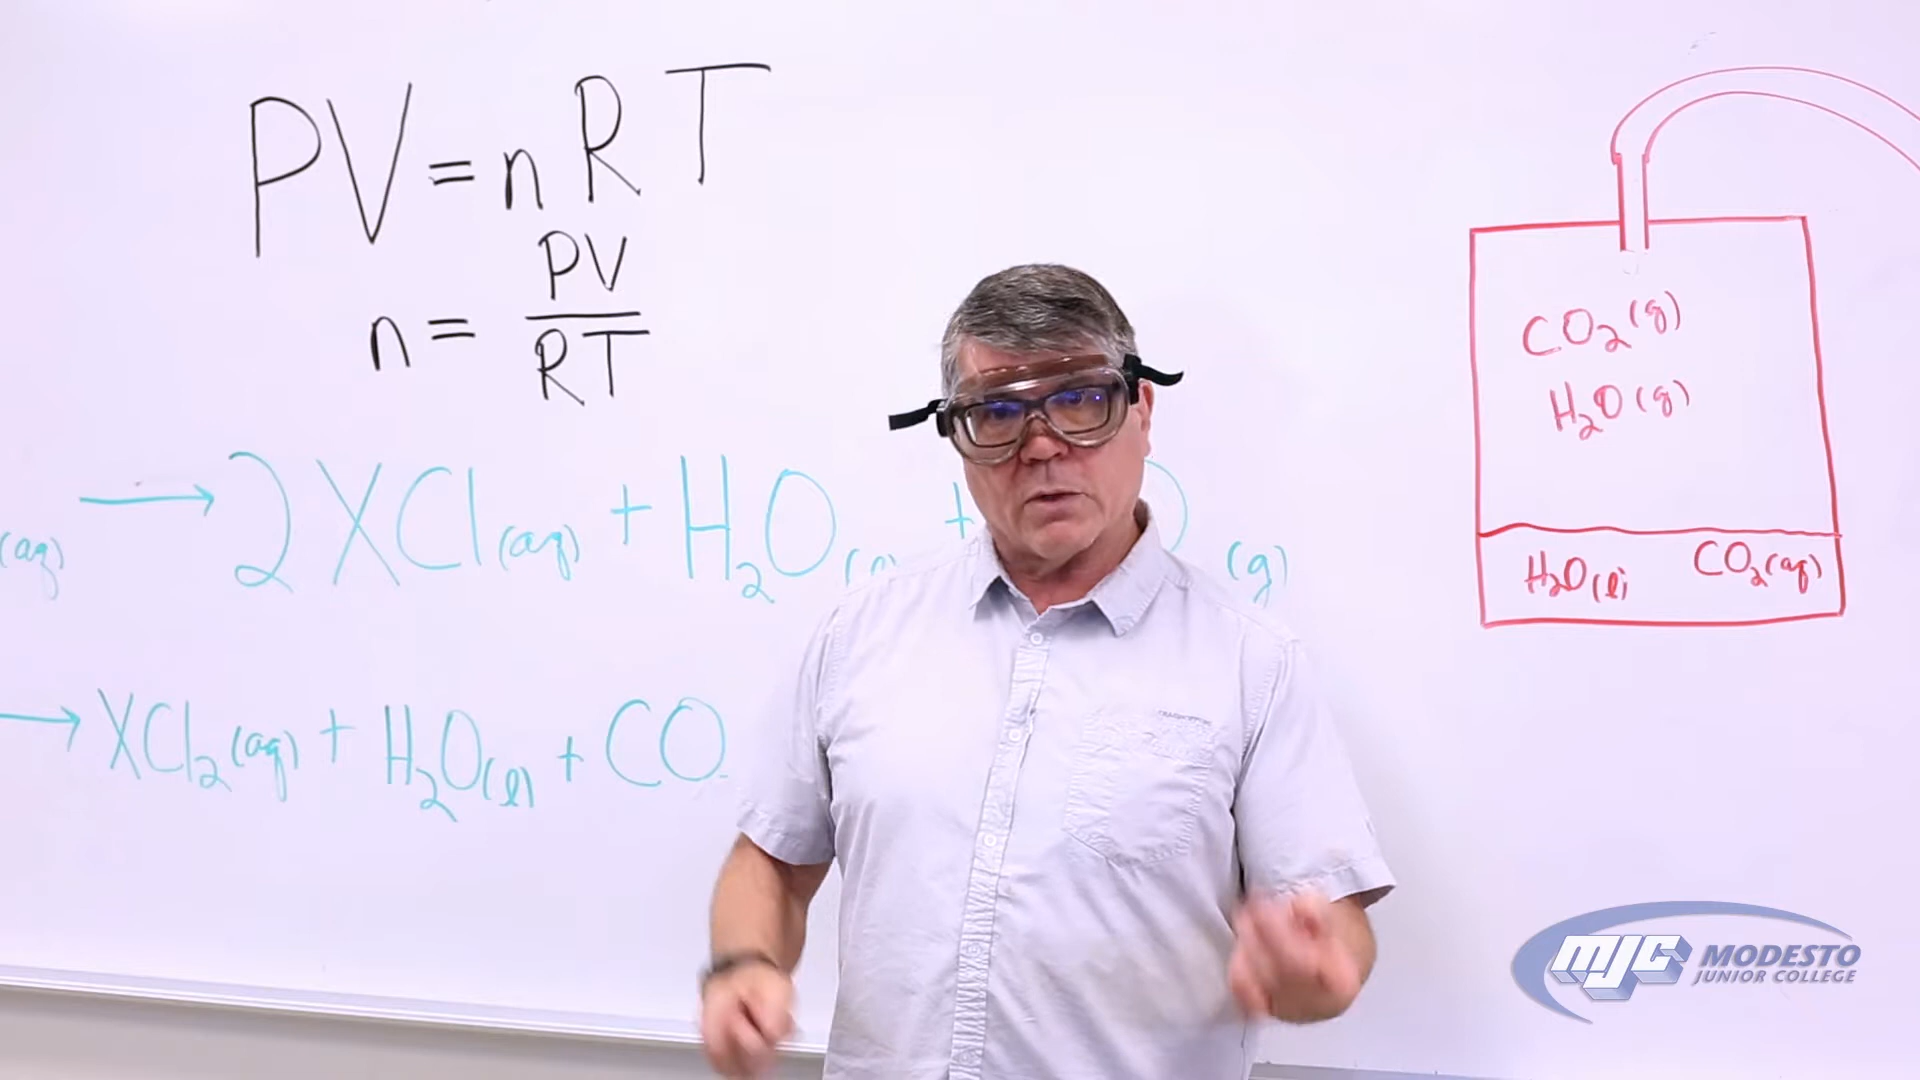 PV = nRT
n = PV / RT
(aq) → 2XCl(aq) + H₂O(l) + (g)
→ XCl₂(aq) + H₂O(l) + CO
CO₂(g)
H₂O(g)
H₂O(l) CO₂(aq)
MJC MODESTO
JUNIOR COLLEGE